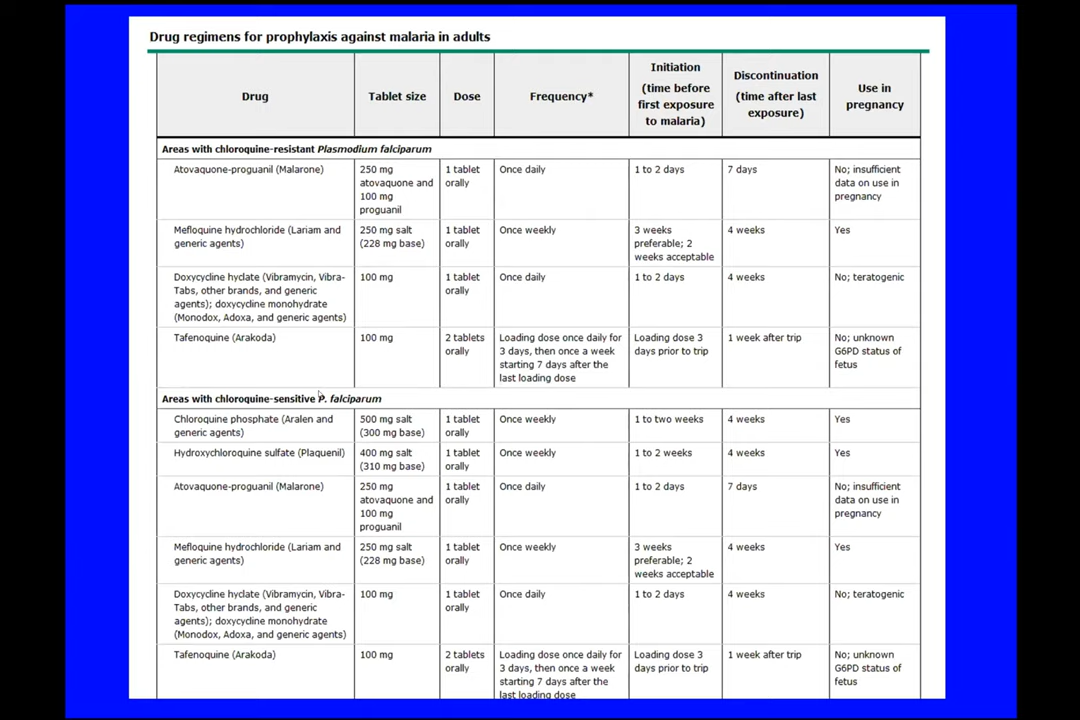 Drug regimens for prophylaxis against malaria in adults
Drug
Tablet size
Dose
Frequency*
Initiation
(time before
first exposure
to malaria)
Discontinuation
(time after last
exposure)
Use in
pregnancy
Areas with chloroquine-resistant Plasmodium falciparum
Atovaquone-proguanil (Malarone)
250 mg
atovaquone and
100 mg
proguanil
1 tablet
orally
Once daily
1 to 2 days
7 days
No; insufficient
data on use in
pregnancy
Mefloquine hydrochloride (Lariam and
generic agents)
250 mg salt
(228 mg base)
1 tablet
orally
Once weekly
3 weeks
preferable; 2
weeks acceptable
4 weeks
Yes
Doxycycline hyclate (Vibramycin, Vibra-
Tabs, other brands, and generic
agents); doxycycline monohydrate
(Monodox, Adoxa, and generic agents)
100 mg
1 tablet
orally
Once daily
1 to 2 days
4 weeks
No; teratogenic
Tafenoquine (Arakoda)
100 mg
2 tablets
orally
Loading dose once daily for
3 days, then once a week
starting 7 days after the
last loading dose
Loading dose 3
days prior to trip
1 week after trip
No; unknown
G6PD status of
fetus
Areas with chloroquine-sensitive P. falciparum
Chloroquine phosphate (Aralen and
generic agents)
500 mg salt
(300 mg base)
1 tablet
orally
Once weekly
1 to two weeks
4 weeks
Yes
Hydroxychloroquine sulfate (Plaquenil)
400 mg salt
(310 mg base)
1 tablet
orally
Once weekly
1 to 2 weeks
4 weeks
Yes
Atovaquone-proguanil (Malarone)
250 mg
atovaquone and
100 mg
proguanil
1 tablet
orally
Once daily
1 to 2 days
7 days
No; insufficient
data on use in
pregnancy
Mefloquine hydrochloride (Lariam and
generic agents)
250 mg salt
(228 mg base)
1 tablet
orally
Once weekly
3 weeks
preferable; 2
weeks acceptable
4 weeks
Yes
Doxycycline hyclate (Vibramycin, Vibra-
Tabs, other brands, and generic
agents); doxycycline monohydrate
(Monodox, Adoxa, and generic agents)
100 mg
1 tablet
orally
Once daily
1 to 2 days
4 weeks
No; teratogenic
Tafenoquine (Arakoda)
100 mg
2 tablets
orally
Loading dose once daily for
3 days, then once a week
starting 7 days after the
last loading dose
Loading dose 3
days prior to trip
1 week after trip
No; unknown
G6PD status of
fetus